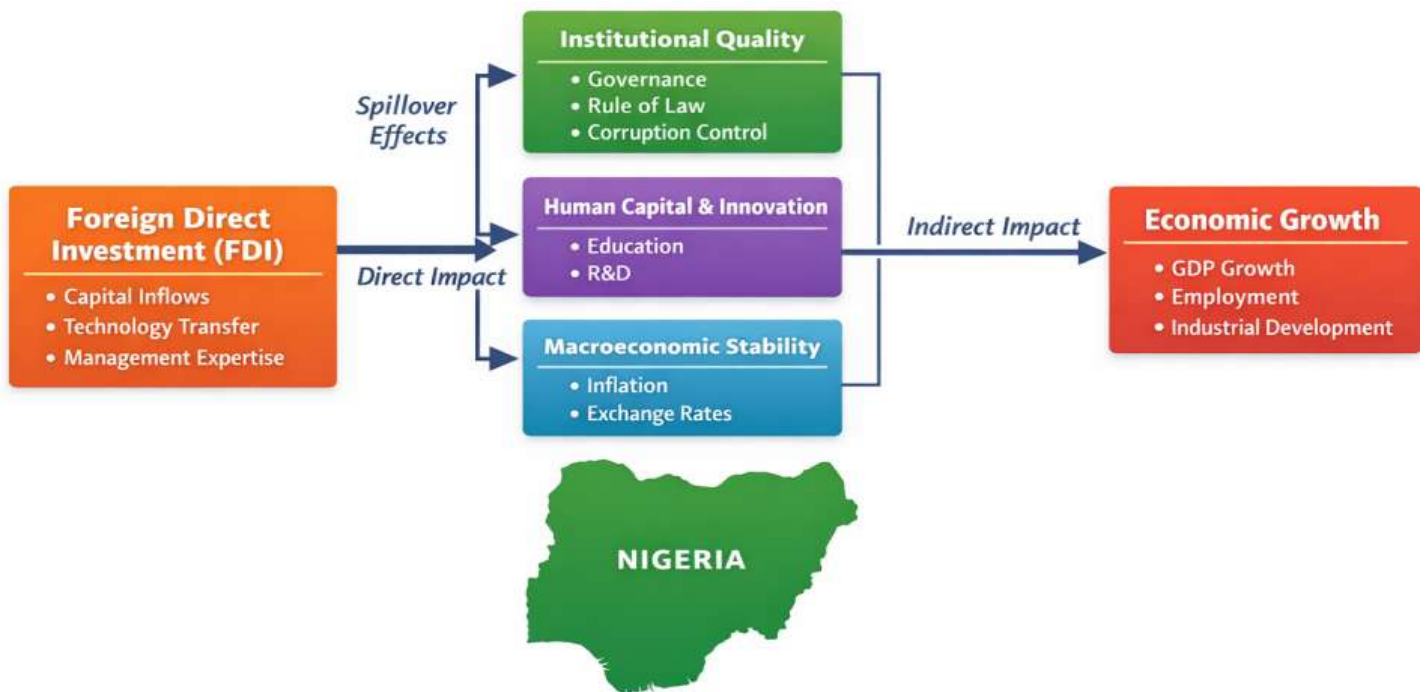 Foreign Direct
Investment (FDI)
• Capital Inflows
• Technology Transfer
• Management Expertise
Spillover
Effects
Direct Impact
Institutional Quality
• Governance
• Rule of Law
• Corruption Control
Human Capital & Innovation
• Education
• R&D
Macroeconomic Stability
• Inflation
• Exchange Rates
Indirect Impact
Economic Growth
• GDP Growth
• Employment
• Industrial Development
NIGERIA